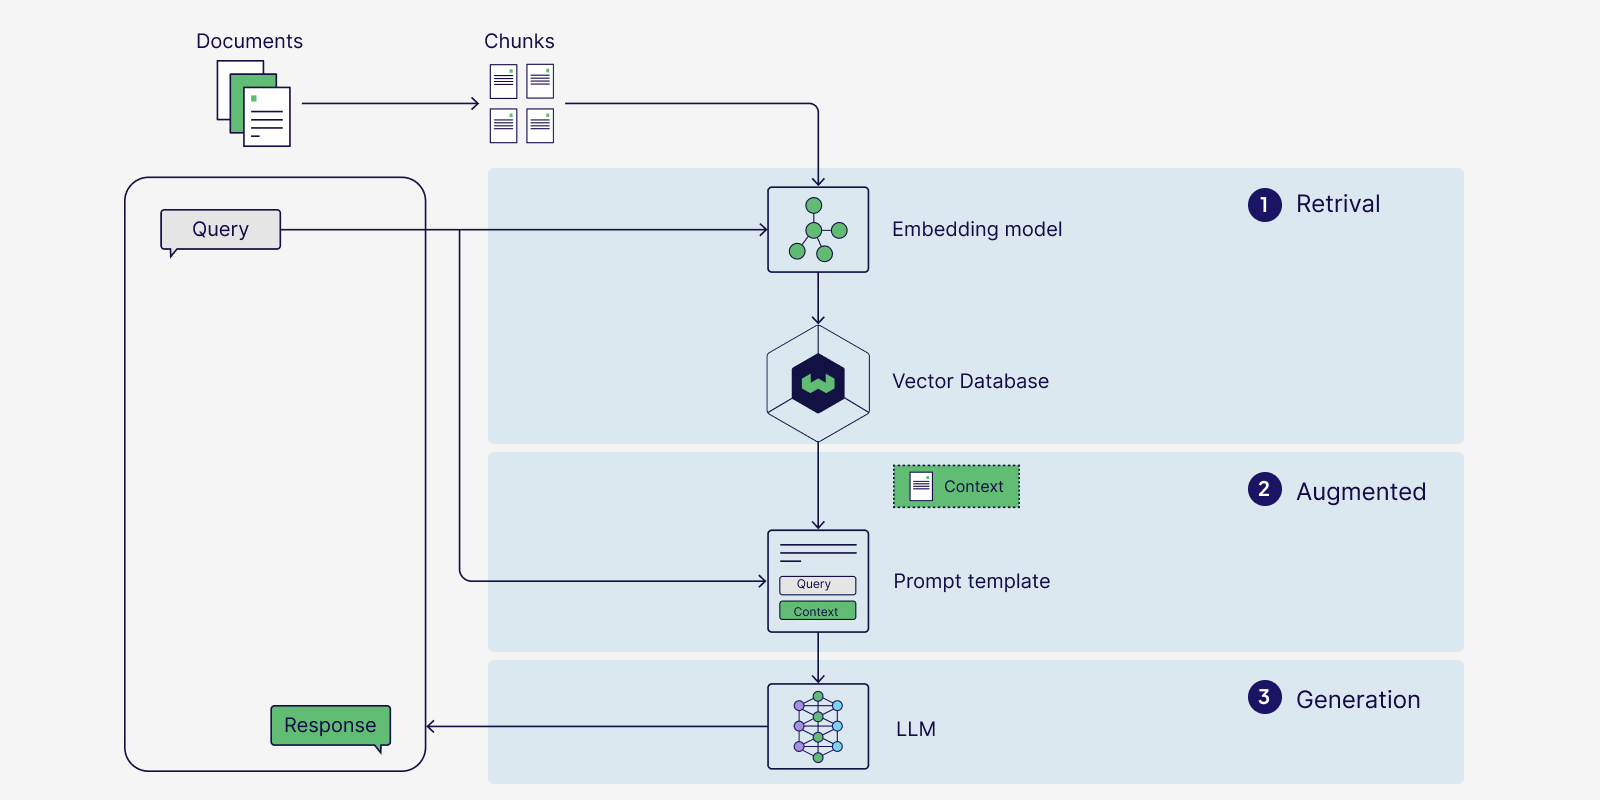 Documents
Chunks
Query
Embedding model
1 Retrival
Vector Database
Context
2 Augmented
Query
Context
Prompt template
3 Generation
Response
LLM